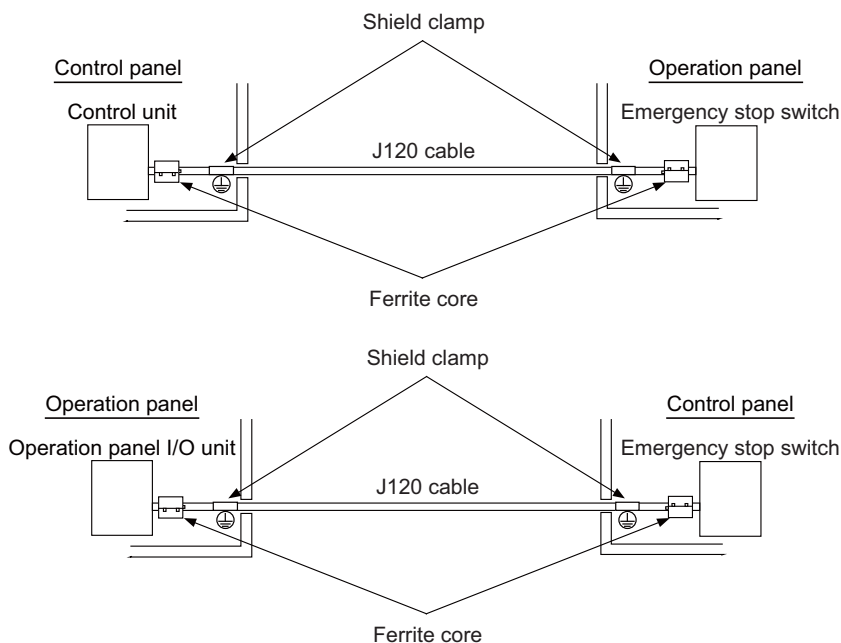 Shield clamp
Control panel
Operation panel
Control unit
Emergency stop switch
J120 cable
Ferrite core
Shield clamp
Operation panel
Control panel
Operation panel I/O unit
Emergency stop switch
J120 cable
Ferrite core